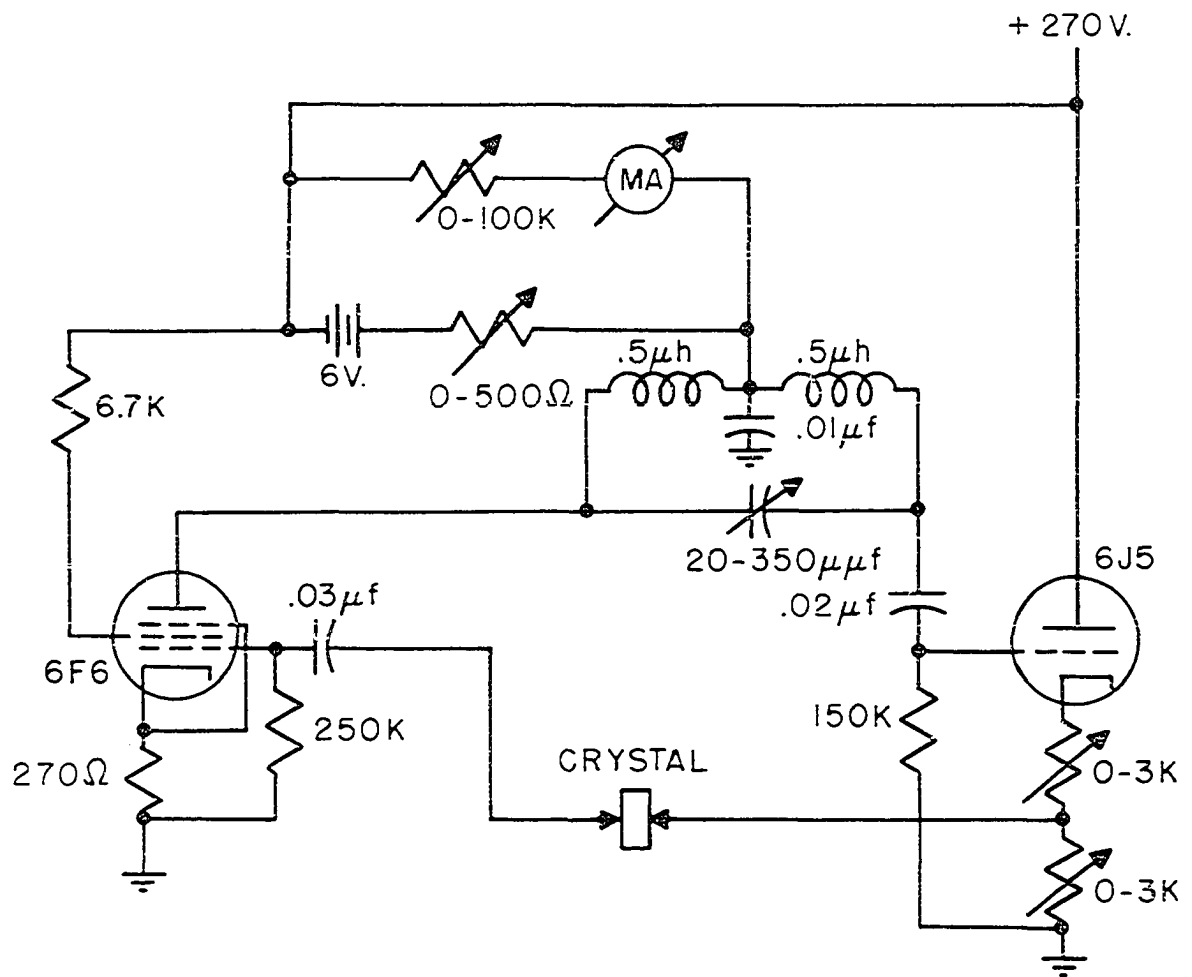 + 270 V.
MA
0-100K
6V.
0-500Ω
.5μh
.5μh
.01μf
6.7K
20-350μμf
6J5
.03μf
.02μf
6F6
250K
150K
270Ω
CRYSTAL
0-3K
0-3K